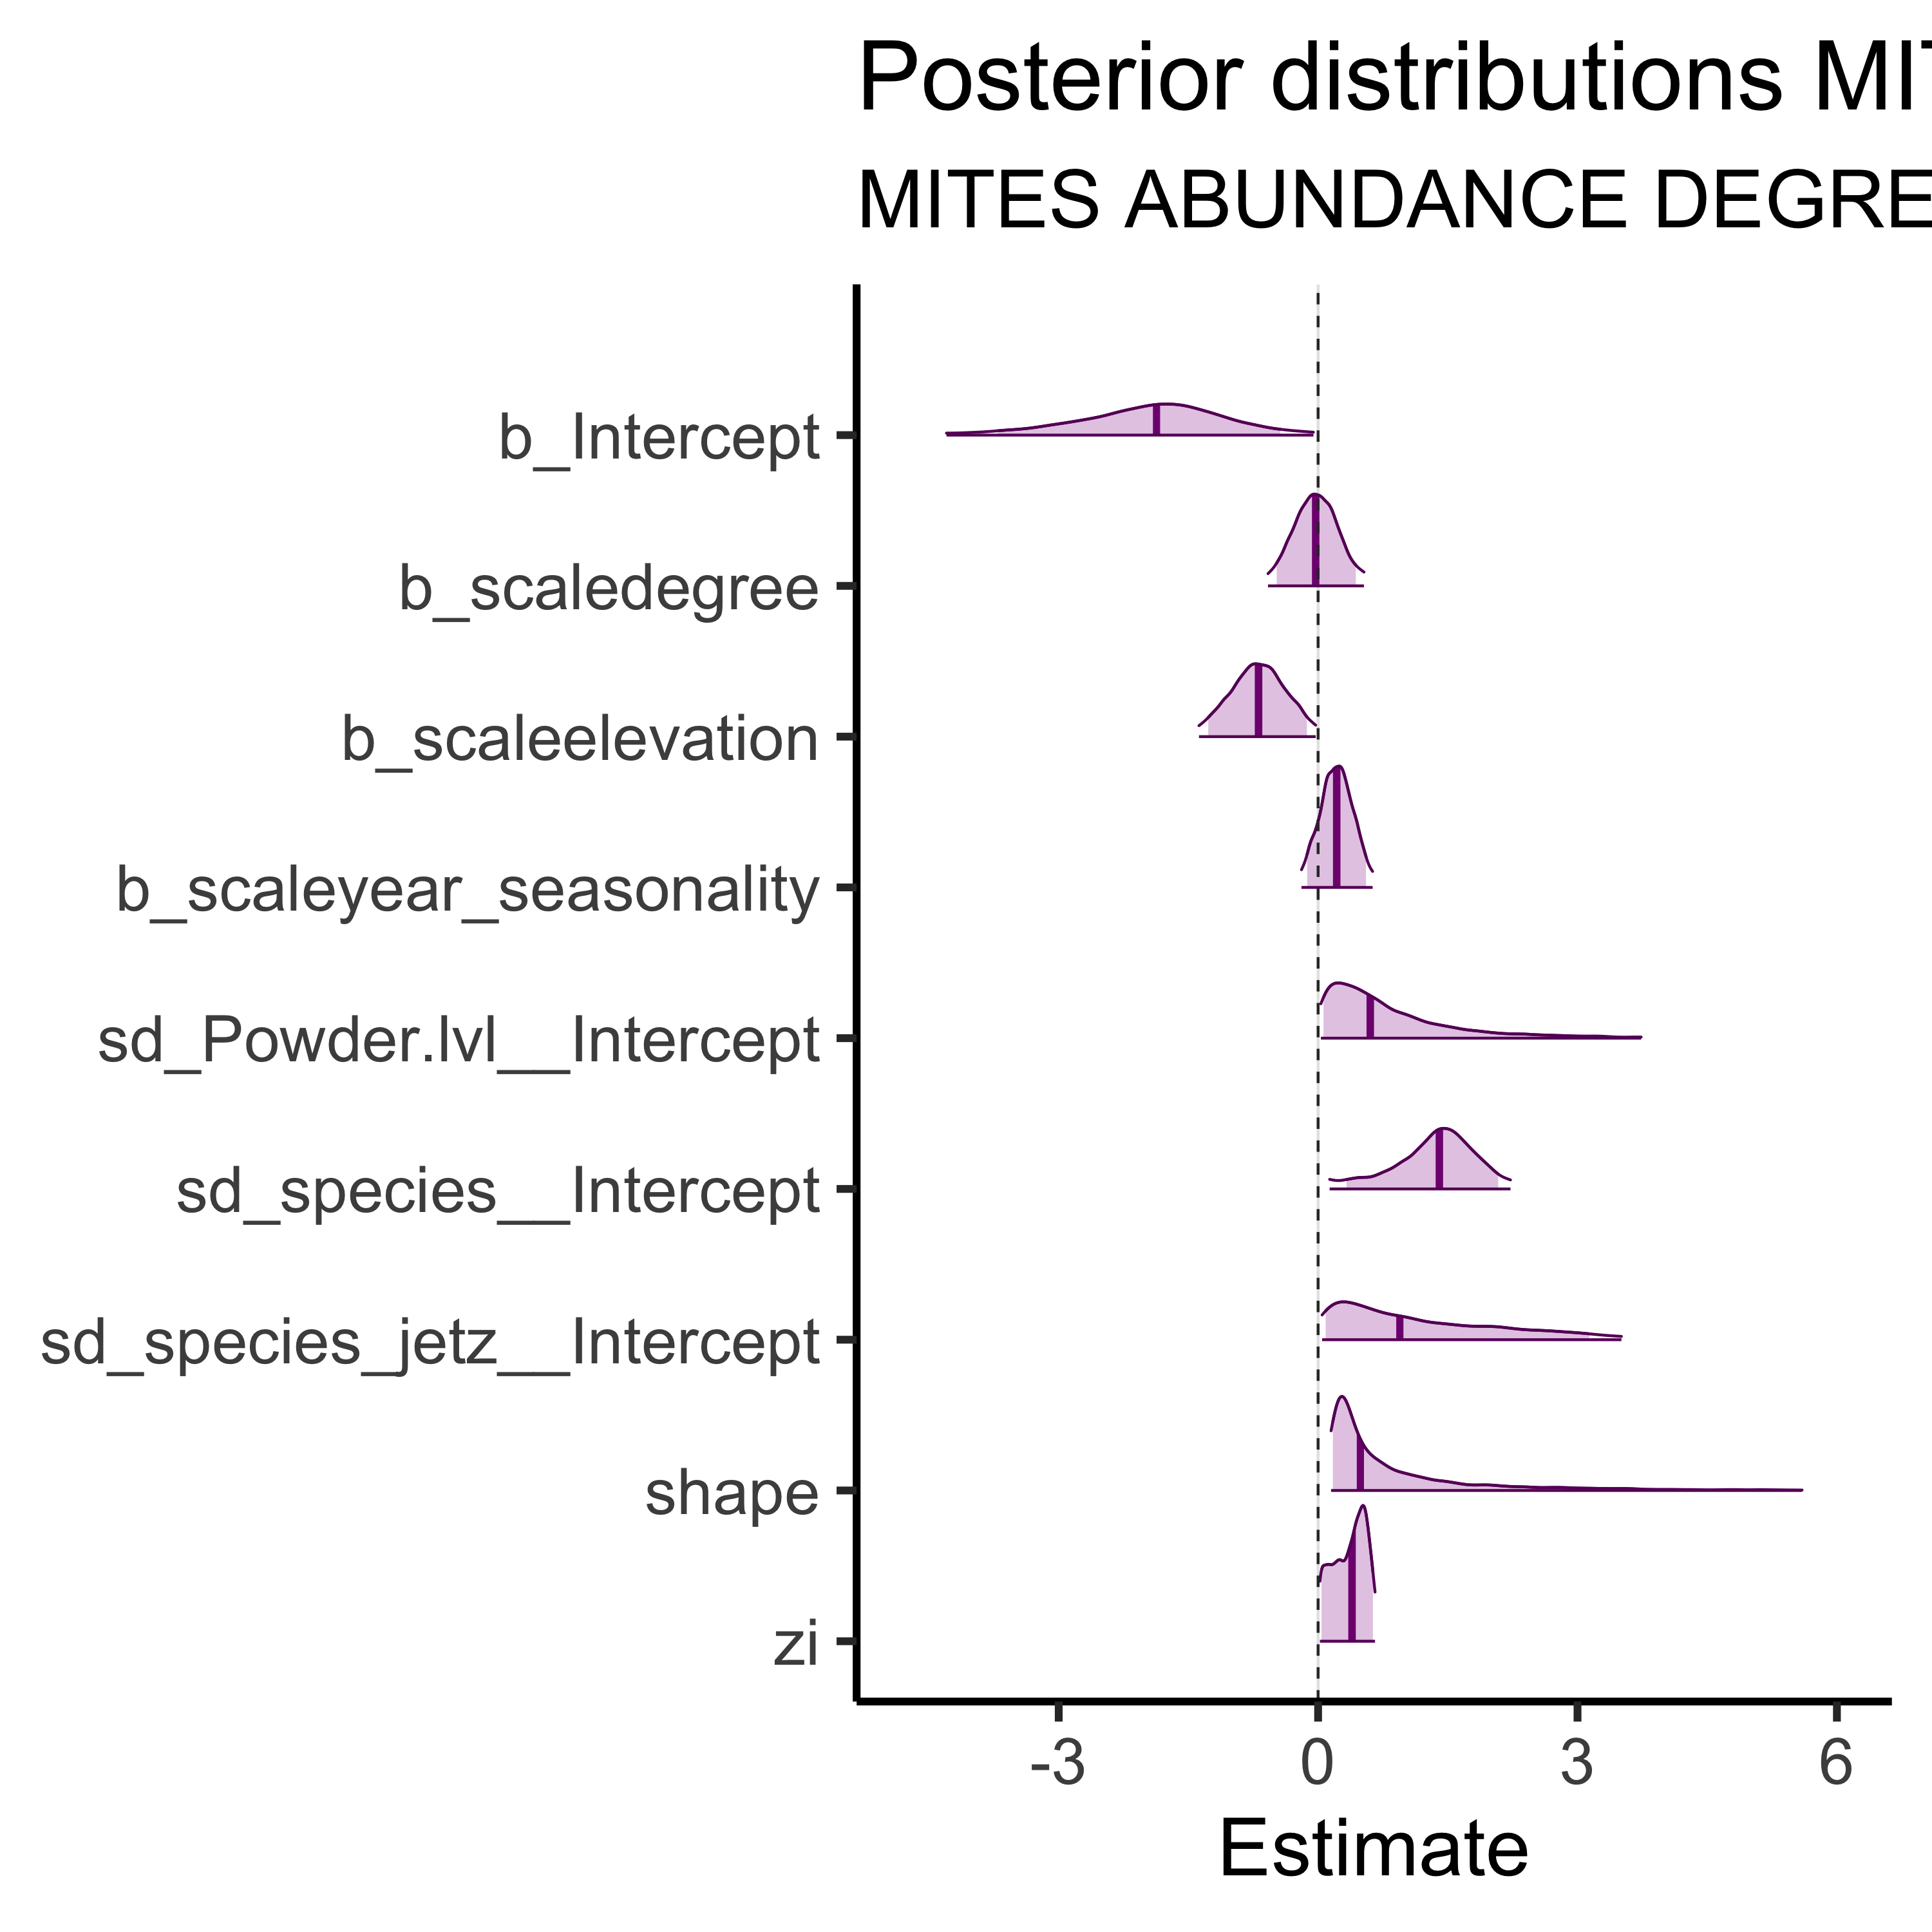 Posterior distributions MIT
MITES ABUNDANCE DEGRE
b_Intercept
b_scaledegree
b_scaleelevation
b_scaleyear_seasonality
sd_Powder.lvl__Intercept
sd_species__Intercept
sd_species_jetz__Intercept
shape
zi
-3 0 3 6
Estimate